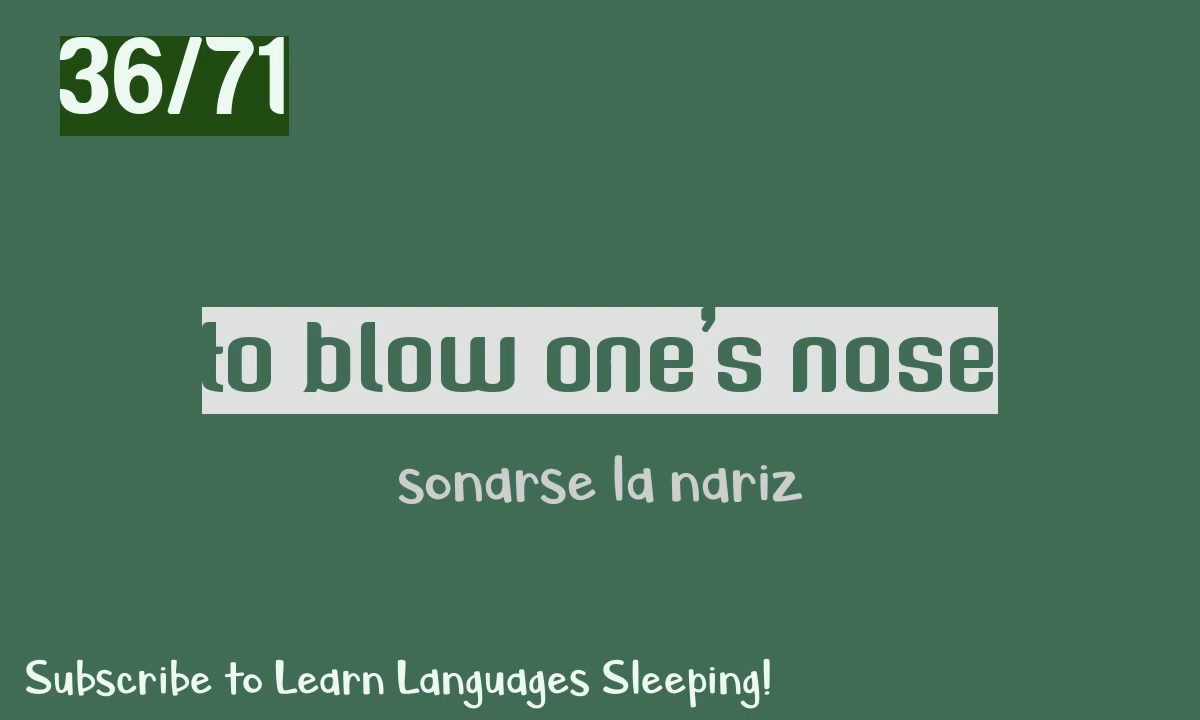 36/71
to blow one's nose
sonarse la nariz
Subscribe to Learn Languages Sleeping!